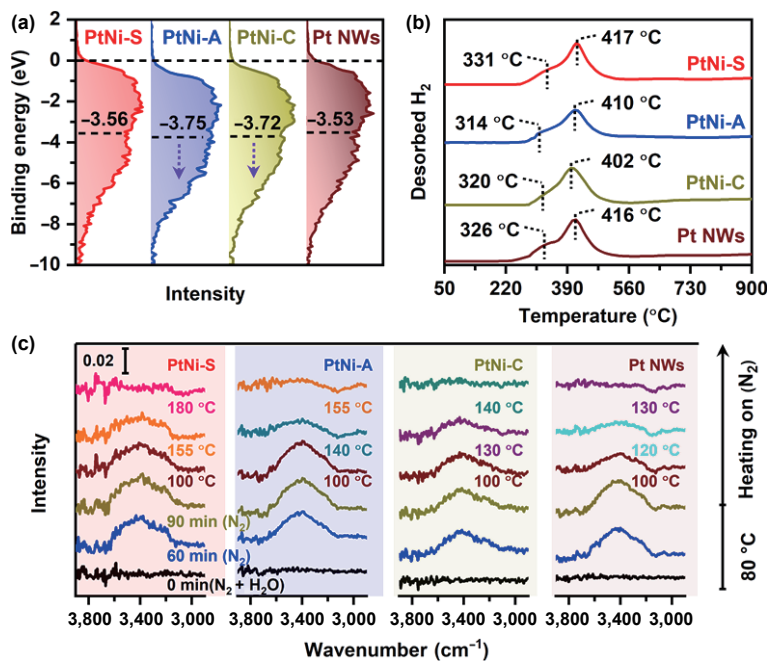 (a)
PtNi-S PtNi-A PtNi-C Pt NWs
Binding energy (eV)
2
0
−2
−4
−6
−8
−10
−3.56 −3.75 −3.72 −3.53
Intensity
(b)
Desorbed H₂
331 °C 417 °C
PtNi-S
314 °C 410 °C
PtNi-A
320 °C 402 °C
PtNi-C
326 °C 416 °C
Pt NWs
50 220 390 560 730 900
Temperature (°C)
(c)
0.02
Intensity
PtNi-S PtNi-A PtNi-C Pt NWs
180 °C 155 °C 140 °C 130 °C
155 °C 140 °C 130 °C 120 °C
100 °C 100 °C 100 °C 100 °C
90 min (N₂)
60 min (N₂)
0 min(N₂ + H₂O)
3,800 3,400 3,000 3,800 3,400 3,000 3,800 3,400 3,000 3,800 3,400 3,000
Wavenumber (cm⁻¹)
Heating on (N₂)
80 °C